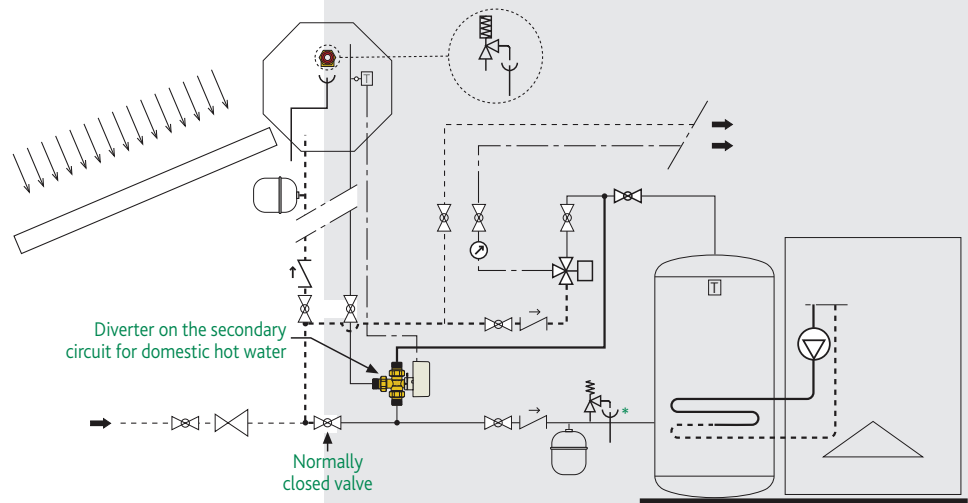 T
T
Diverter on the secondary
circuit for domestic hot water
*
Normally
closed valve